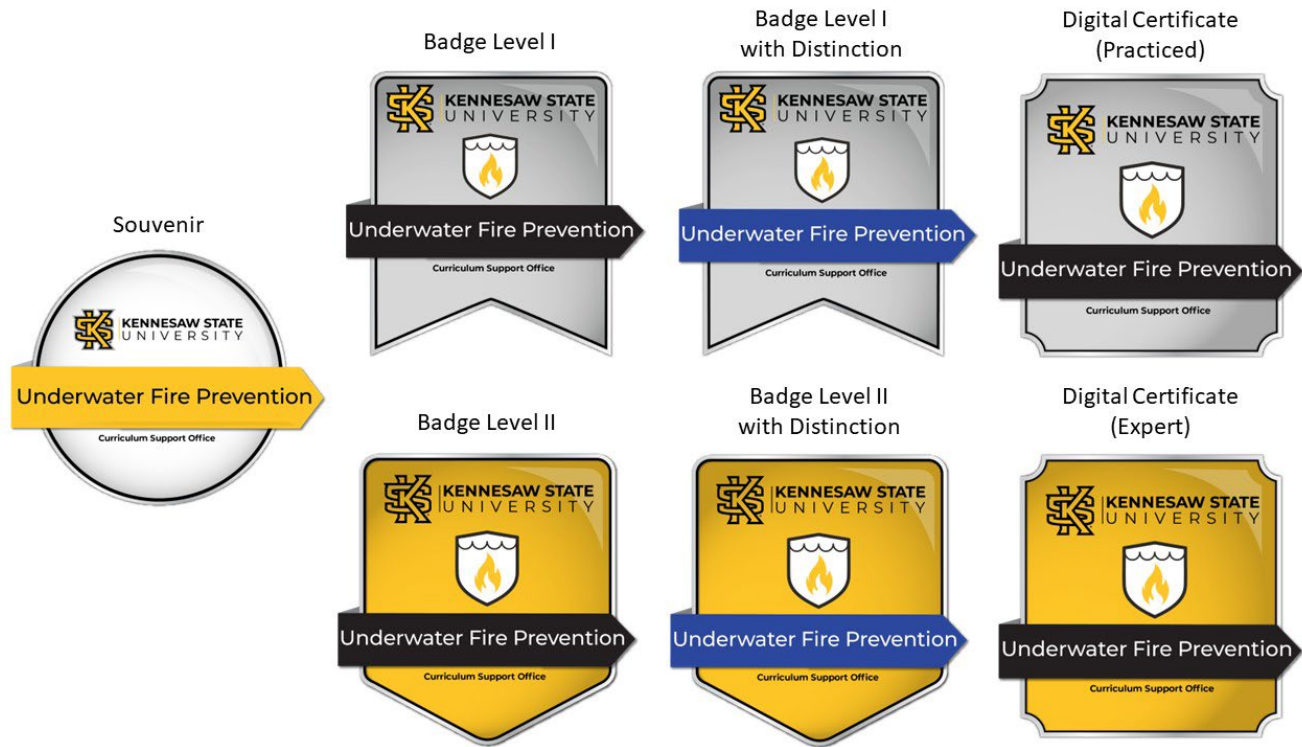 Souvenir
KENNESAW STATE
UNIVERSITY
Underwater Fire Prevention
Curriculum Support Office
Badge Level I
KENNESAW STATE
UNIVERSITY
Underwater Fire Prevention
Curriculum Support Office
Badge Level I
with Distinction
KENNESAW STATE
UNIVERSITY
Underwater Fire Prevention
Curriculum Support Office
Digital Certificate
(Practiced)
KENNESAW STATE
UNIVERSITY
Underwater Fire Prevention
Curriculum Support Office
Badge Level II
KENNESAW STATE
UNIVERSITY
Underwater Fire Prevention
Curriculum Support Office
Badge Level II
with Distinction
KENNESAW STATE
UNIVERSITY
Underwater Fire Prevention
Curriculum Support Office
Digital Certificate
(Expert)
KENNESAW STATE
UNIVERSITY
Underwater Fire Prevention
Curriculum Support Office